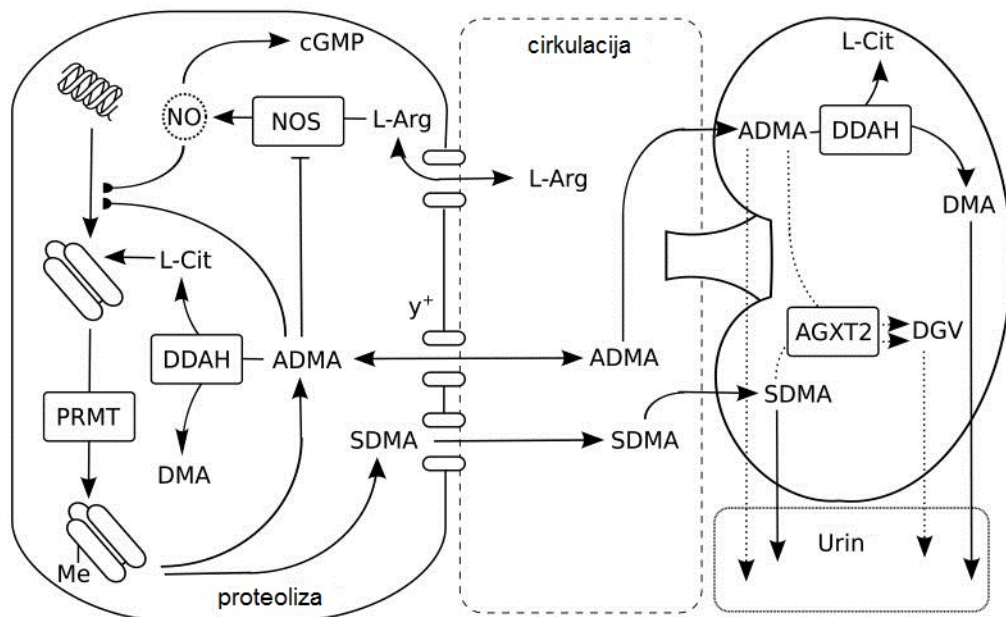 cGMP
NO
NOS
L-Arg
L-Arg
L-Cit
DDAH
ADMA
PRMT
DMA
SDMA
Me
proteoliza
y⁺
cirkulacija
ADMA
SDMA
L-Cit
ADMA
DDAH
DMA
AGXT2
DGV
SDMA
Urin